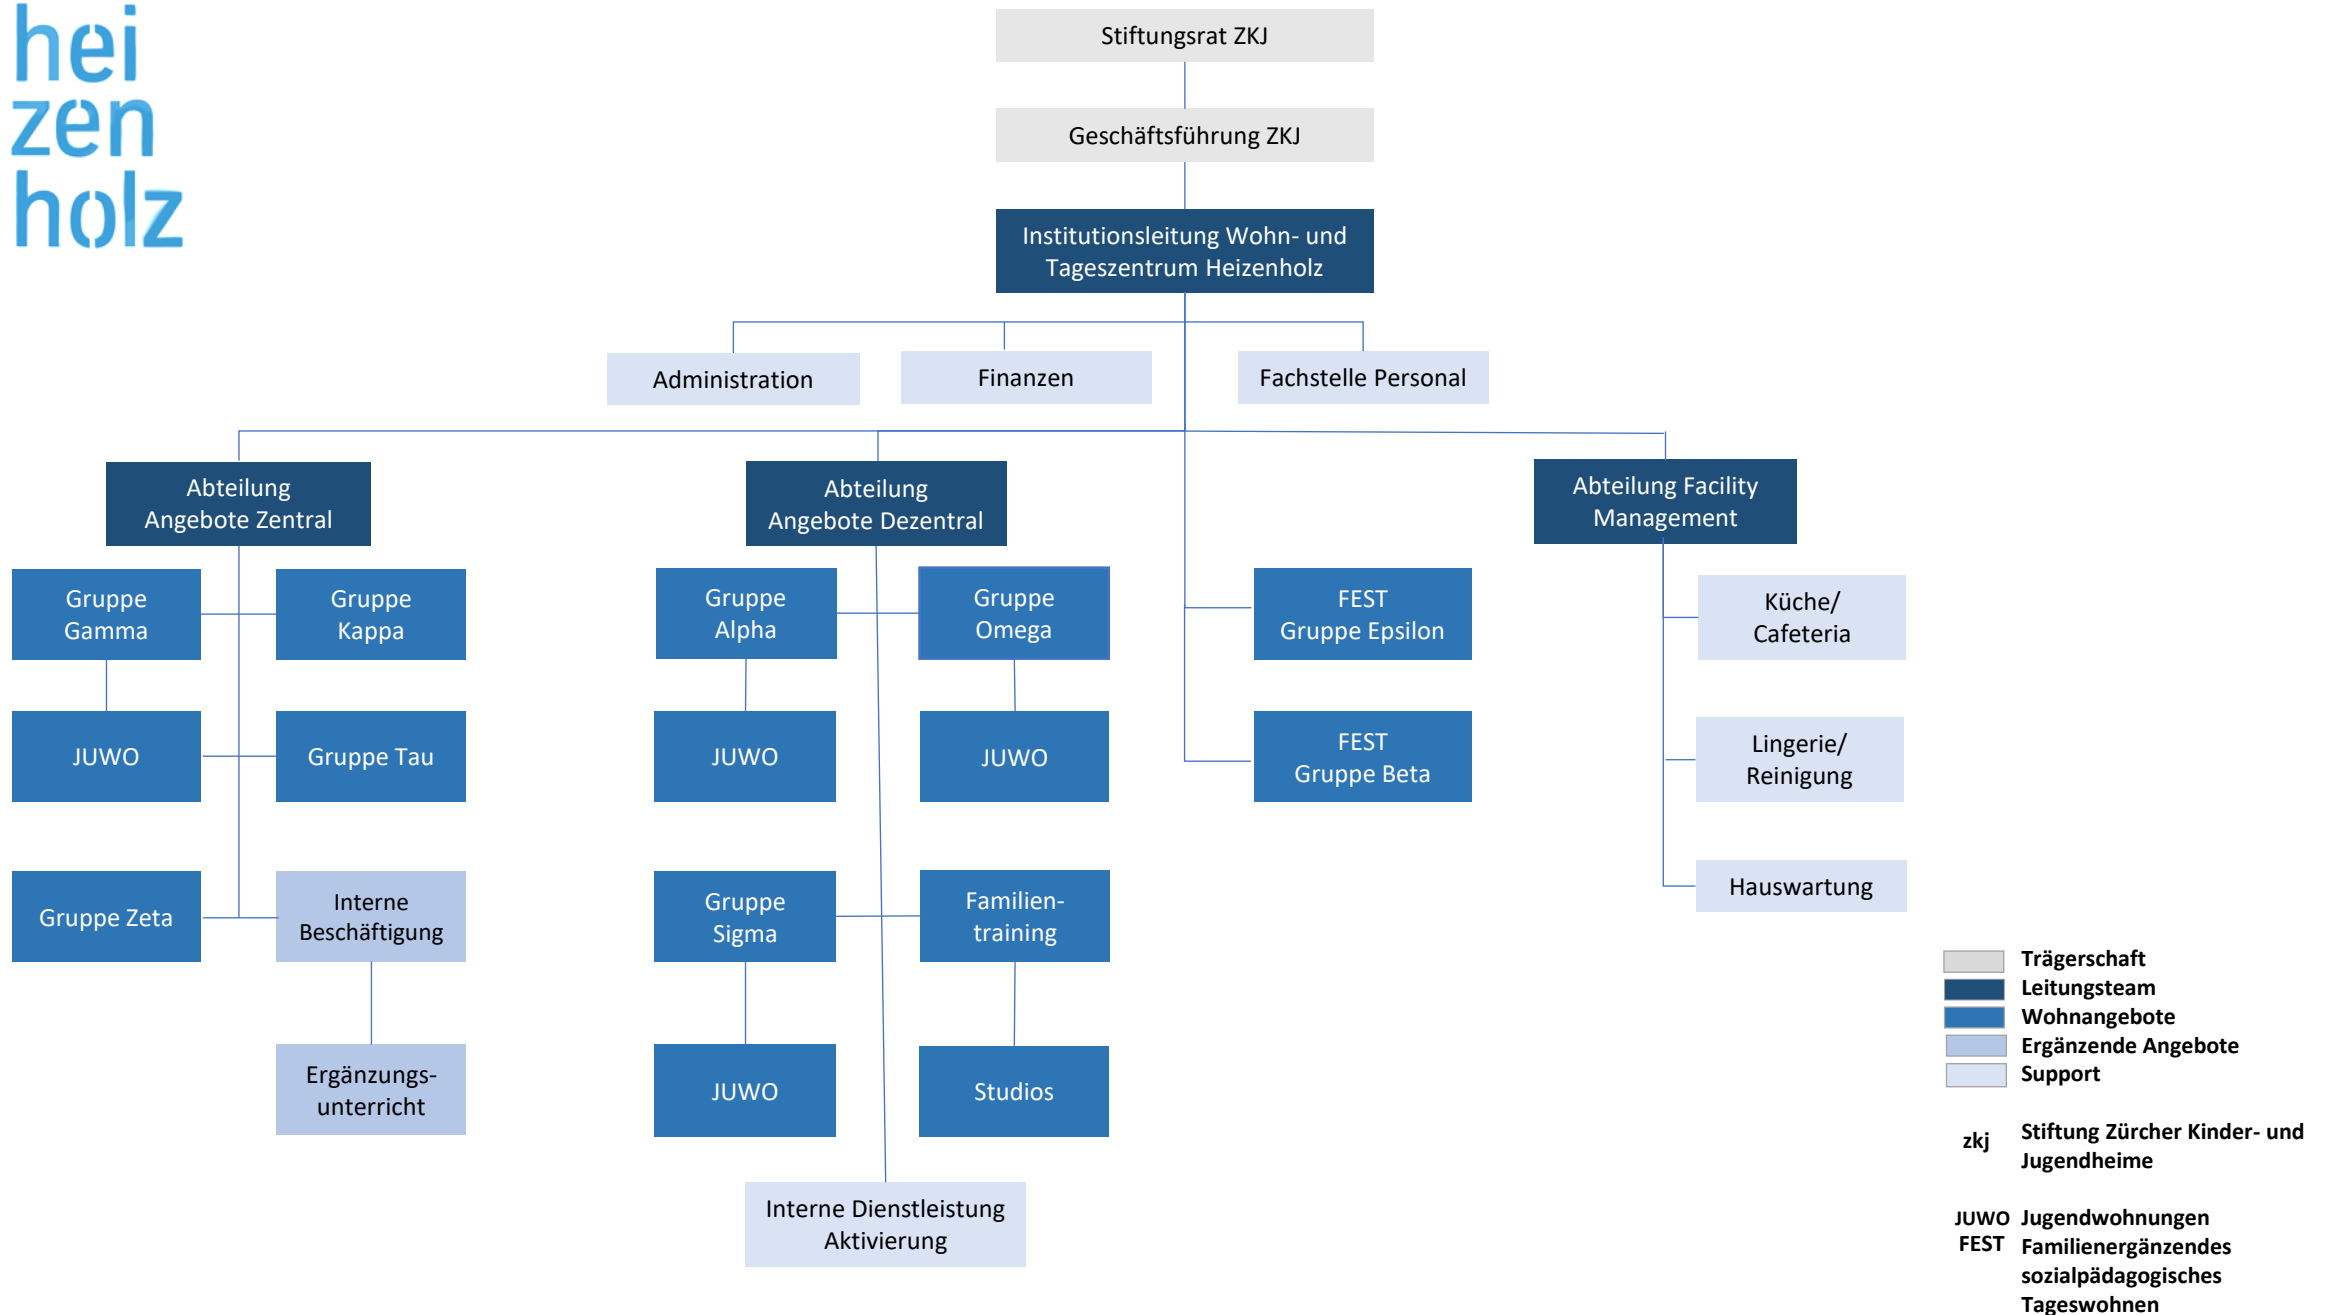 hei
zen
holz
Stiftungsrat ZKJ
Geschäftsführung ZKJ
Institutionsleitung Wohn- und
Tageszentrum Heizenholz
Administration
Finanzen
Fachstelle Personal
Abteilung
Angebote Zentral
Abteilung
Angebote Dezentral
Abteilung Facility
Management
Gruppe
Gamma
Gruppe
Kappa
Gruppe
Alpha
Gruppe
Omega
FEST
Gruppe Epsilon
Küche/
Cafeteria
JUWO
Gruppe Tau
JUWO
JUWO
FEST
Gruppe Beta
Lingerie/
Reinigung
Gruppe Zeta
Interne
Beschäftigung
Gruppe
Sigma
Familien-
training
Hauswartung
Ergänzungs-
unterricht
JUWO
Studios
Interne Dienstleistung
Aktivierung
Trägerschaft
Leitungsteam
Wohnangebote
Ergänzende Angebote
Support
zkj Stiftung Zürcher Kinder- und
Jugendheime
JUWO Jugendwohnungen
FEST Familienergänzendes
sozialpädagogisches
Tageswohnen